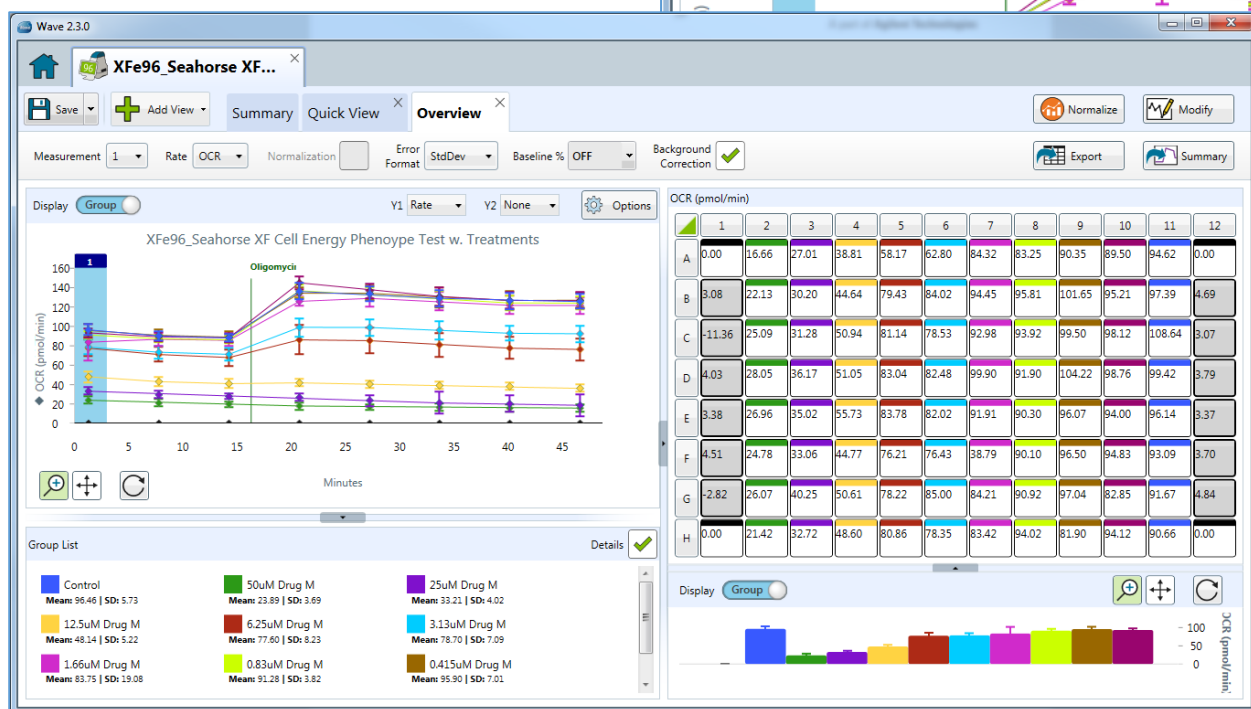 Wave 2.3.0
XFe96_Seahorse XF...
Save Add View Summary Quick View Overview Normalize Modify
Measurement 1 Rate OCR Normalization Error Format StdDev Baseline % OFF Background Correction Export Summary
Display Group Y1 Rate Y2 None Options
XFe96_Seahorse XF Cell Energy Phenoype Test w. Treatments
1
Oligomycin
160
140
120
100
80
60
40
20
0
OCR (pmol/min)
0 5 10 15 20 25 30 35 40 45
Minutes
Group List Details
Control
Mean: 96.46 | SD: 5.73
50uM Drug M
Mean: 23.89 | SD: 3.69
25uM Drug M
Mean: 33.21 | SD: 4.02
12.5uM Drug M
Mean: 48.14 | SD: 5.22
6.25uM Drug M
Mean: 77.60 | SD: 8.23
3.13uM Drug M
Mean: 78.70 | SD: 7.09
1.66uM Drug M
Mean: 83.75 | SD: 19.08
0.83uM Drug M
Mean: 91.28 | SD: 3.82
0.415uM Drug M
Mean: 95.90 | SD: 7.01
OCR (pmol/min)
1 2 3 4 5 6 7 8 9 10 11 12
A 0.00 16.66 27.01 38.81 58.17 62.80 84.32 83.25 90.35 89.50 94.62 0.00
B 3.08 22.13 30.20 44.64 79.43 84.02 94.45 95.81 101.65 95.21 97.39 4.69
C -11.36 25.09 31.28 50.94 81.14 78.53 92.98 93.92 99.50 98.12 108.64 3.07
D 4.03 28.05 36.17 51.05 83.04 82.48 99.90 91.90 104.22 98.76 99.42 3.79
E 3.38 26.96 35.02 55.73 83.78 82.02 91.91 90.30 96.07 94.00 96.14 3.37
F 4.51 24.78 33.06 44.77 76.21 76.43 38.79 90.10 96.50 94.83 93.09 3.70
G -2.82 26.07 40.25 50.61 78.22 85.00 84.21 90.92 97.04 82.85 91.67 4.84
H 0.00 21.42 32.72 48.60 80.86 78.35 83.42 94.02 81.90 94.12 90.66 0.00
Display Group
100
50
0
OCR (pmol/min)